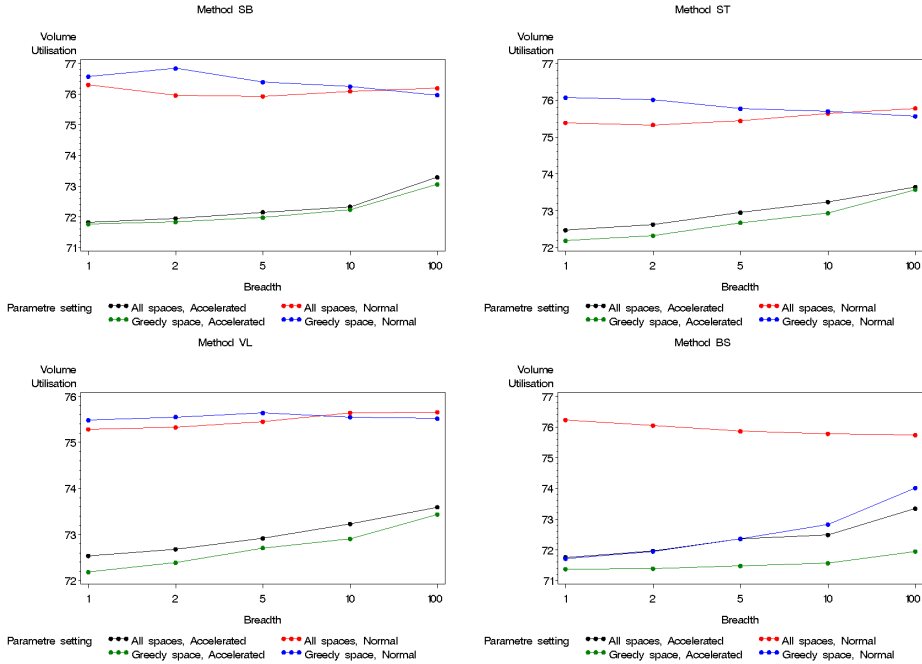 Method SB
Volume
Utilisation
77
76
75
74
73
72
71
1 2 5 10 100
Breadth
Parametre setting All spaces, Accelerated All spaces, Normal
Greedy space, Accelerated Greedy space, Normal
Method ST
Volume
Utilisation
77
76
75
74
73
72
1 2 5 10 100
Breadth
Parametre setting All spaces, Accelerated All spaces, Normal
Greedy space, Accelerated Greedy space, Normal
Method VL
Volume
Utilisation
76
75
74
73
72
1 2 5 10 100
Breadth
Parametre setting All spaces, Accelerated All spaces, Normal
Greedy space, Accelerated Greedy space, Normal
Method BS
Volume
Utilisation
77
76
75
74
73
72
71
1 2 5 10 100
Breadth
Parametre setting All spaces, Accelerated All spaces, Normal
Greedy space, Accelerated Greedy space, Normal